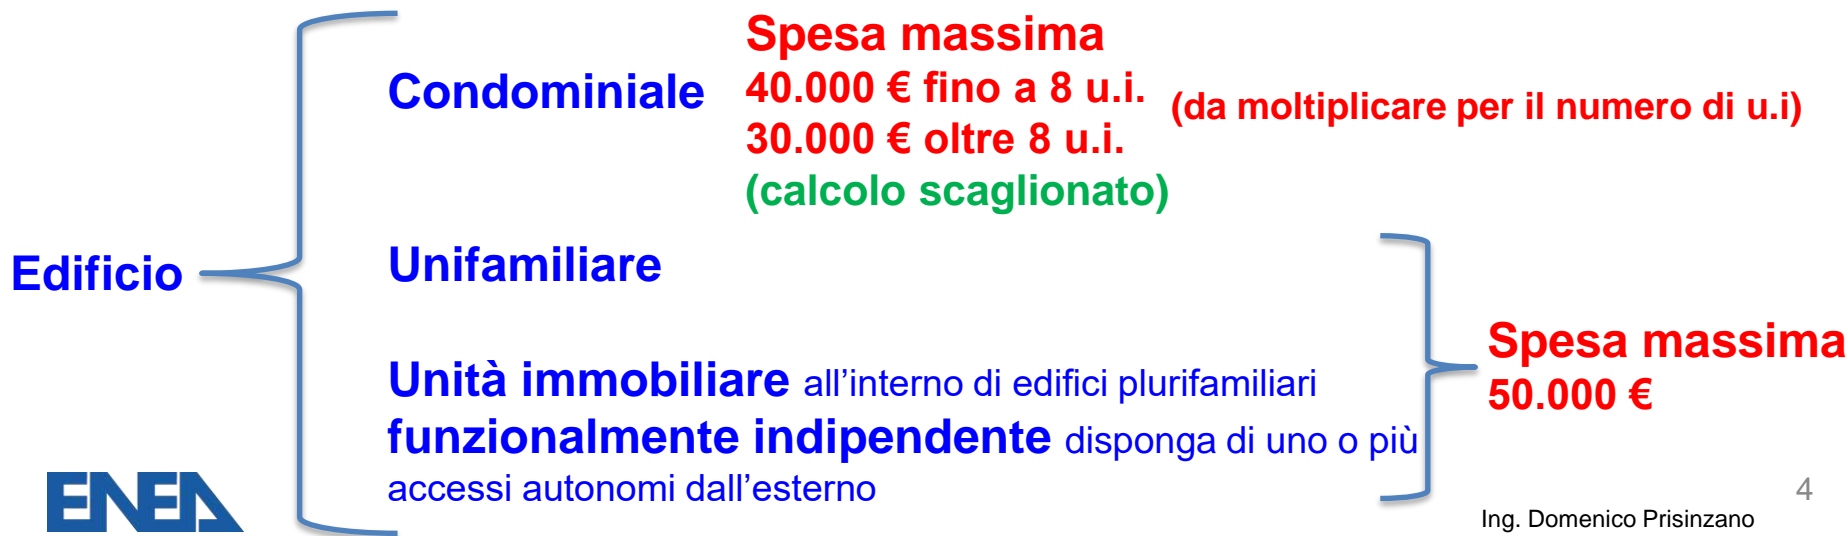 Edificio
Condominiale
Spesa massima
40.000 € fino a 8 u.i.
30.000 € oltre 8 u.i.
(calcolo scaglionato)
(da moltiplicare per il numero di u.i)
Unifamiliare
Unità immobiliare all’interno di edifici plurifamiliari
funzionalmente indipendente disponga di uno o più
accessi autonomi dall’esterno
Spesa massima
50.000 €
ENEA
4
Ing. Domenico Prisinzano